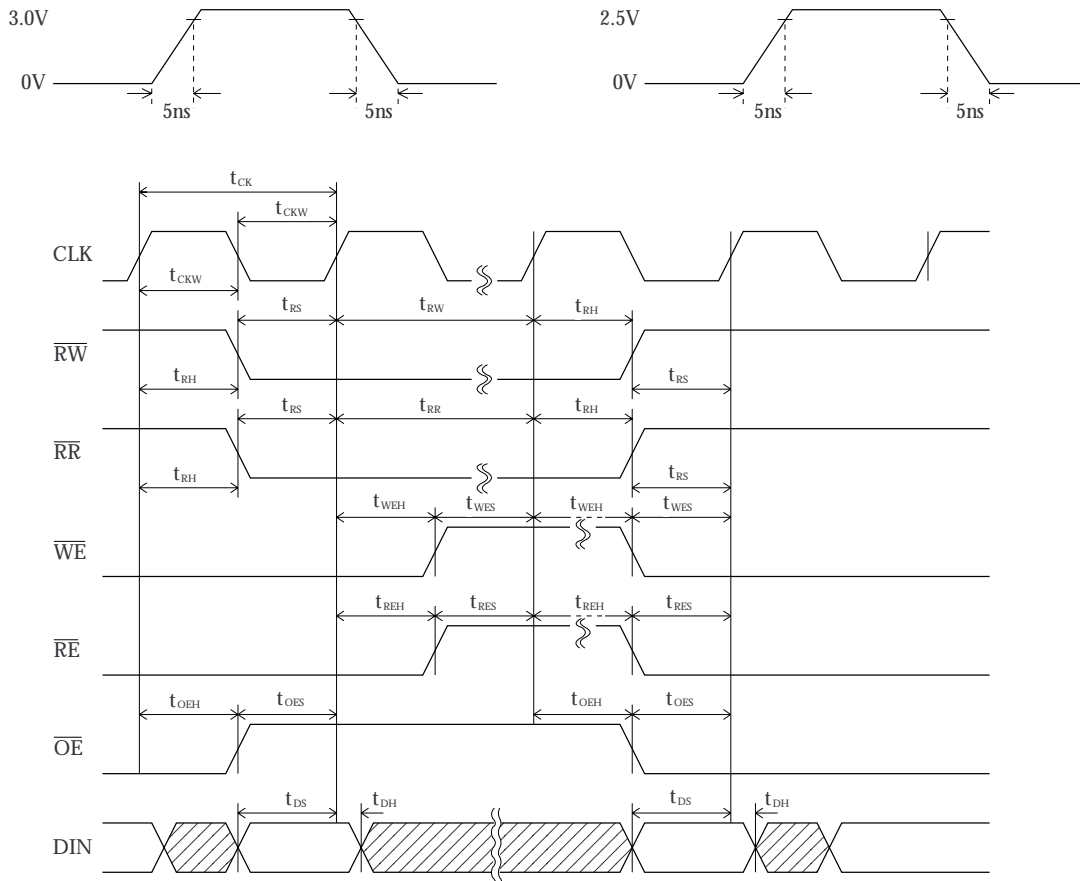 3.0V 2.5V
0V 0V
5ns 5ns 5ns 5ns
tCK
tCKW
CLK
tCKW
tRS tRW tRH
RW
tRH tRS
tRS tRR tRH
RR
tRH tRS
tWEH tWES tWEH tWES
WE
tREH tRES tREH tRES
RE
tOEH tOES tOEH tOES
OE
tDS tDH tDS tDH
DIN